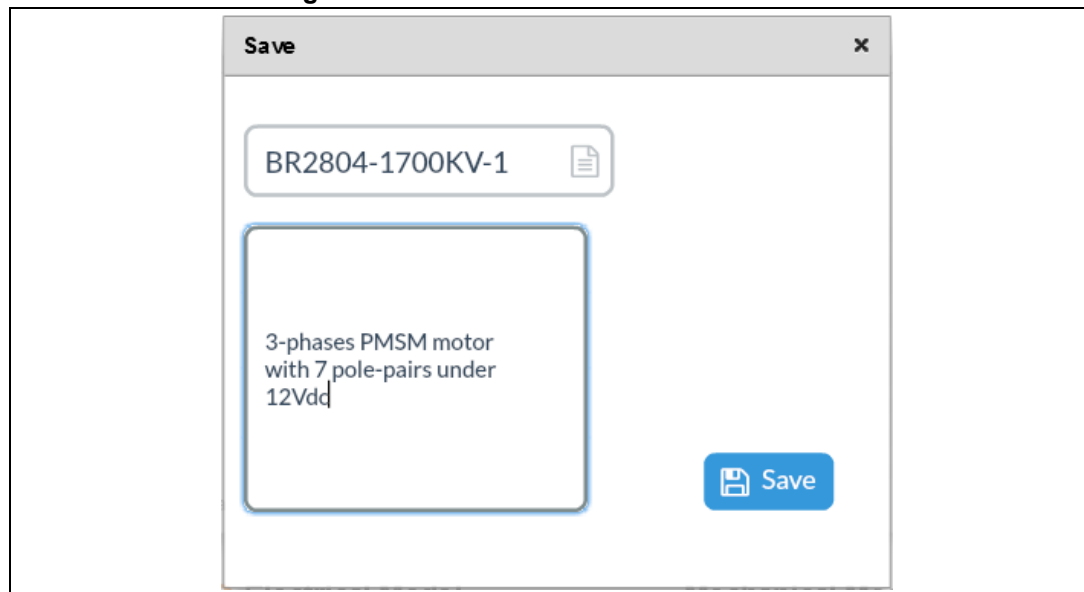 Save
BR2804-1700KV-1
3-phases PMSM motor
with 7 pole-pairs under
12Vdc
Save